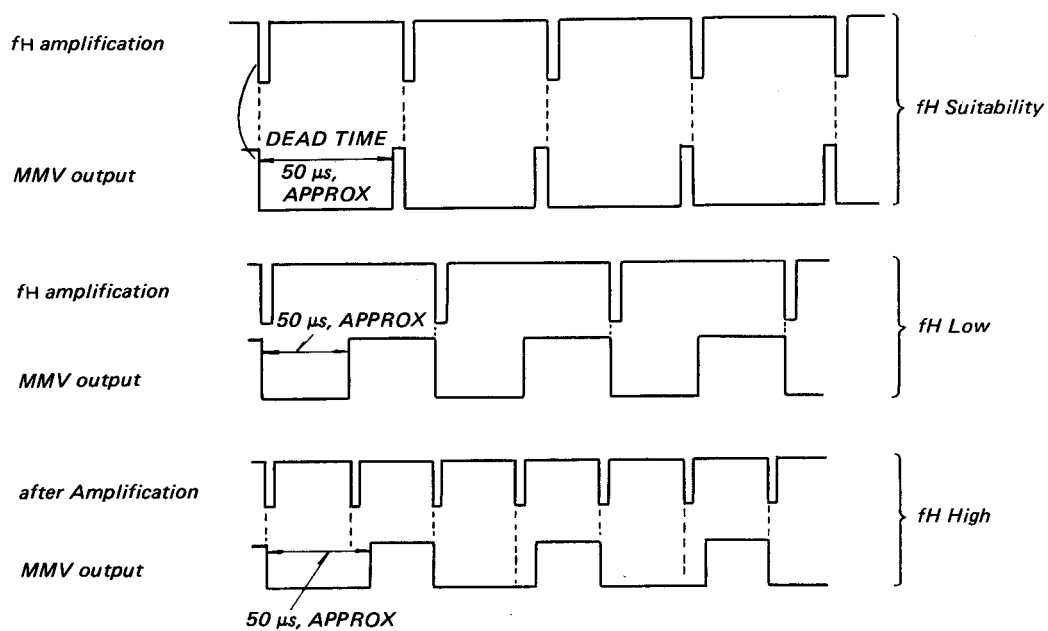 fH amplification
fH Suitability
DEAD TIME
50 μs,
APPROX
MMV output
fH amplification
50 μs, APPROX
fH Low
MMV output
after Amplification
fH High
MMV output
50 μs, APPROX